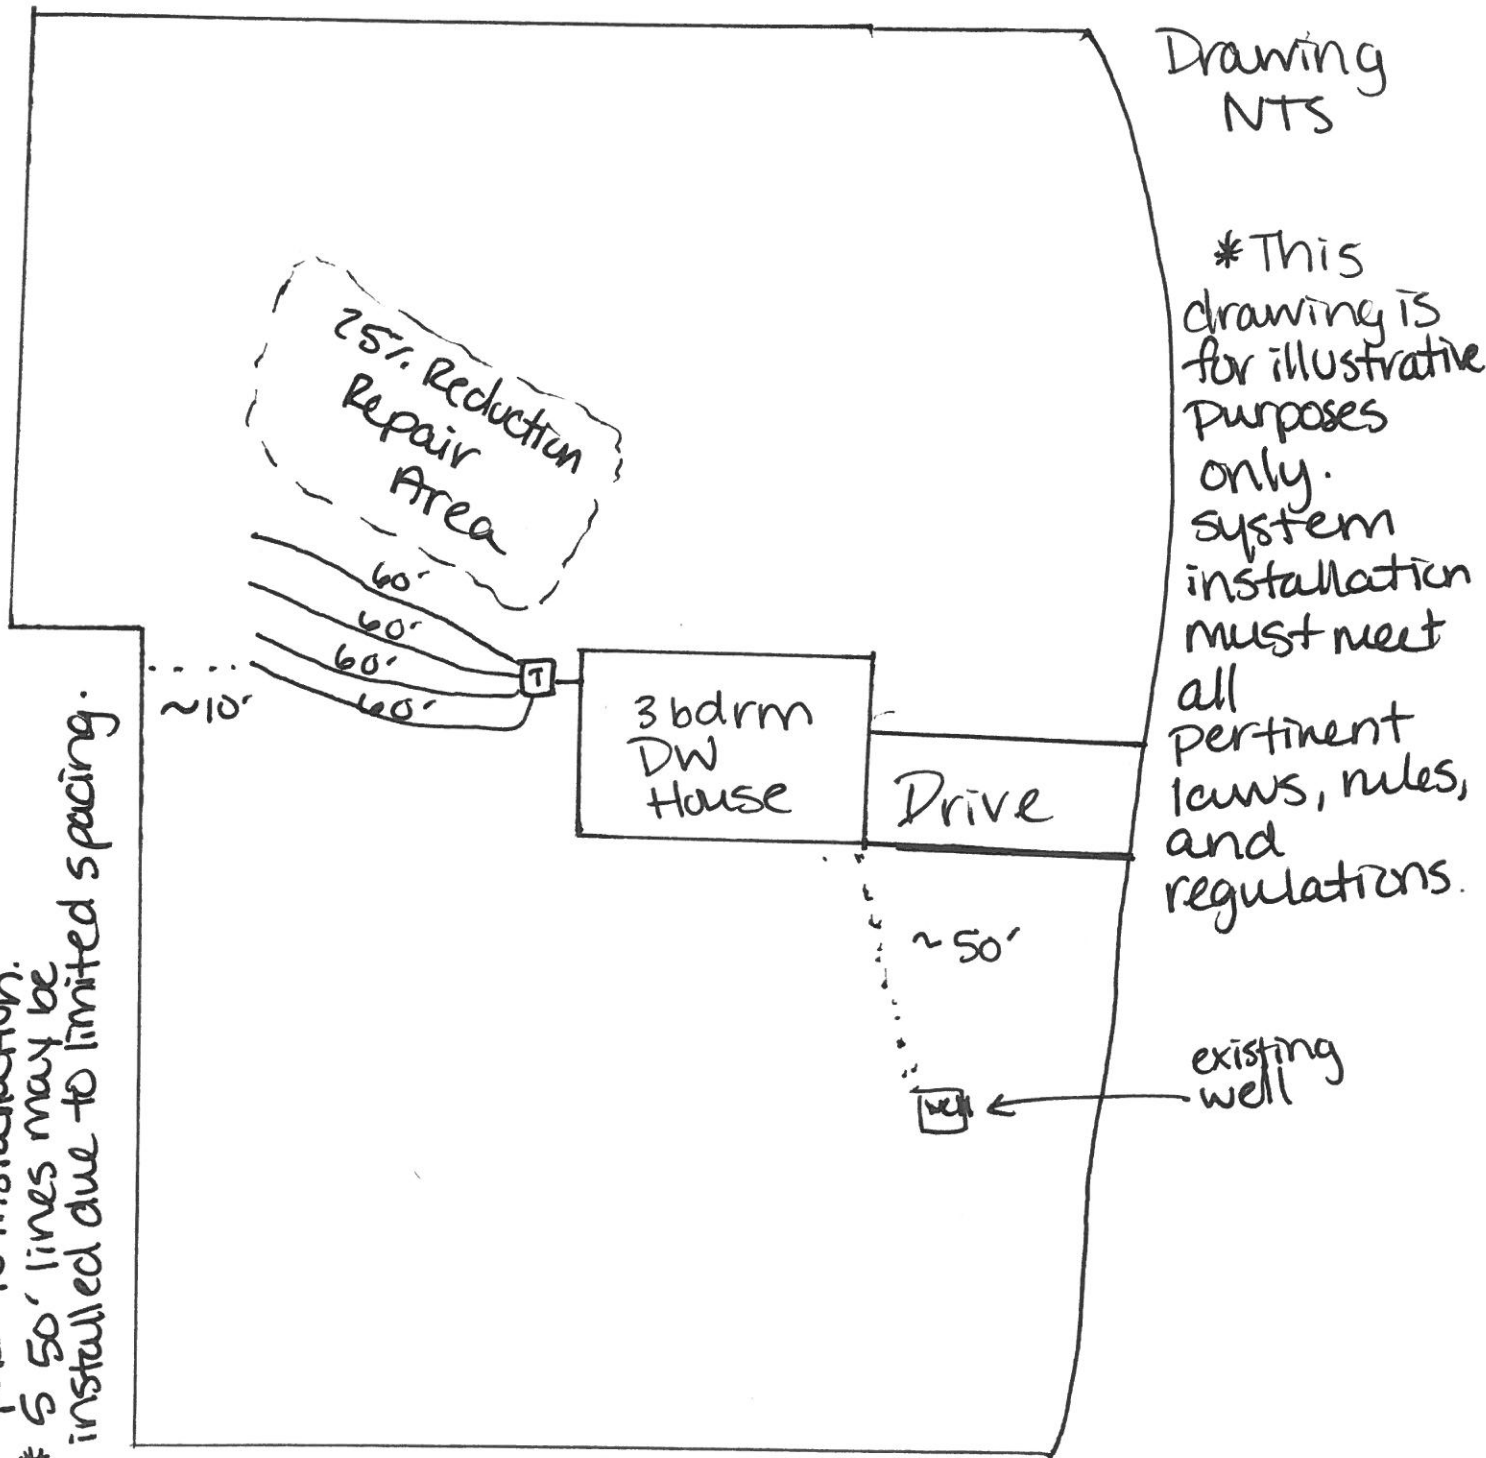 Drawing
NTS
*This
drawing is
for illustrative
purposes
only.
system
installation
must meet
all
pertinent
laws, rules,
and
regulations.
25% Reduction
Repair
Area
60'
60'
60'
60'
T
~10'
3 bdrm
DW
House
Drive
~50'
well
existing
well
installation.
* 5 50' lines may be
installed due to limited spacing.